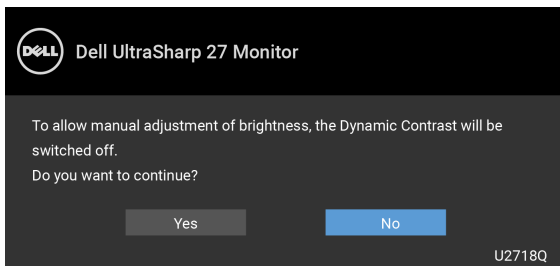 DELL
Dell UltraSharp 27 Monitor
To allow manual adjustment of brightness, the Dynamic Contrast will be
switched off.
Do you want to continue?
Yes
No
U2718Q